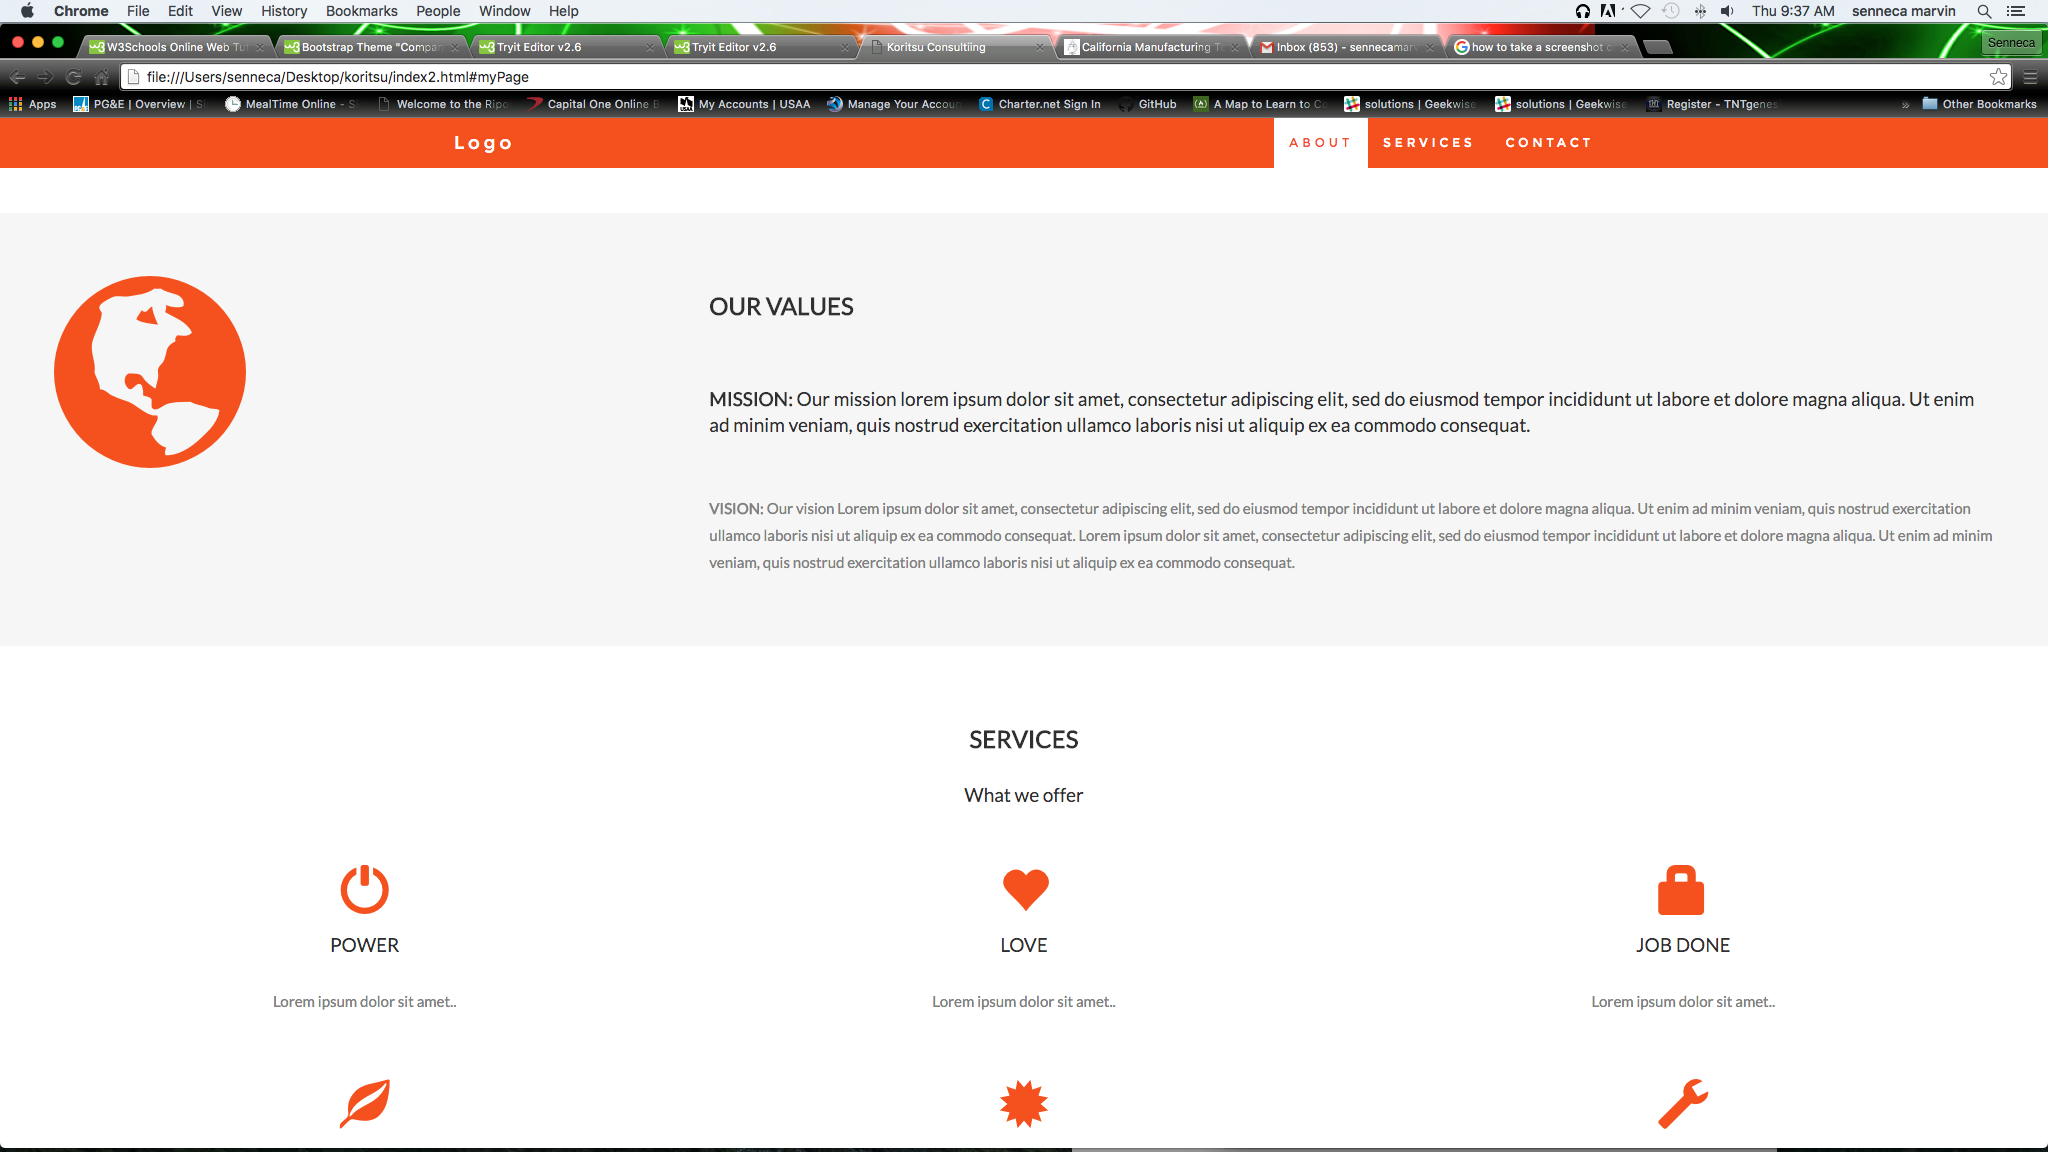 Chrome File Edit View History Bookmarks People Window Help Thu 9:37 AM senneca marvin
W3Schools Online Web Tut Bootstrap Theme "Compan Tryit Editor v2.6 Tryit Editor v2.6 Koritsu Consultiing California Manufacturing Inbox (853) - sennecamarv how to take a screenshot Senneca
file:///Users/senneca/Desktop/koritsu/index2.html#myPage
Apps PG&E | Overview | MealTime Online - Welcome to the Ripo Capital One Online My Accounts | USAA Manage Your Accoun Charter.net Sign In GitHub A Map to Learn to solutions | Geekwise solutions | Geekwise Register - TNTgenes » Other Bookmarks
Logo ABOUT SERVICES CONTACT
OUR VALUES
MISSION: Our mission lorem ipsum dolor sit amet, consectetur adipiscing elit, sed do eiusmod tempor incididunt ut labore et dolore magna aliqua. Ut enim
ad minim veniam, quis nostrud exercitation ullamco laboris nisi ut aliquip ex ea commodo consequat.
VISION: Our vision Lorem ipsum dolor sit amet, consectetur adipiscing elit, sed do eiusmod tempor incididunt ut labore et dolore magna aliqua. Ut enim ad minim veniam, quis nostrud exercitation
ullamco laboris nisi ut aliquip ex ea commodo consequat. Lorem ipsum dolor sit amet, consectetur adipiscing elit, sed do eiusmod tempor incididunt ut labore et dolore magna aliqua. Ut enim ad minim
veniam, quis nostrud exercitation ullamco laboris nisi ut aliquip ex ea commodo consequat.
SERVICES
What we offer
POWER LOVE JOB DONE
Lorem ipsum dolor sit amet.. Lorem ipsum dolor sit amet.. Lorem ipsum dolor sit amet..